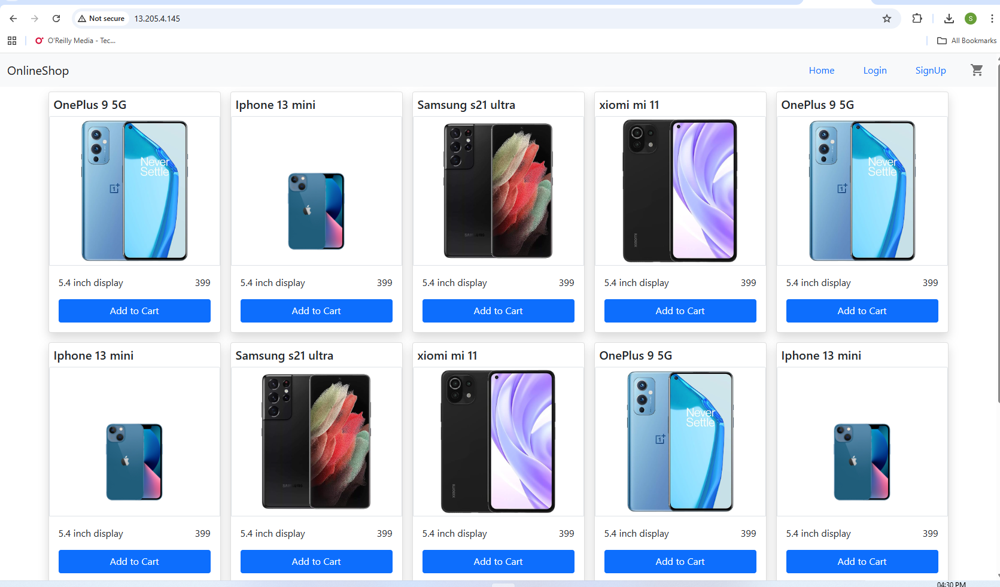 Not secure 13.205.4.145
O'Reilly Media - Tec... All Bookmarks
OnlineShop Home Login SignUp
OnePlus 9 5G Iphone 13 mini Samsung s21 ultra xiomi mi 11 OnePlus 9 5G
Never Settle Never Settle
SAMSUNG XIAOMI
5.4 inch display 399 5.4 inch display 399 5.4 inch display 399 5.4 inch display 399 5.4 inch display 399
Add to Cart Add to Cart Add to Cart Add to Cart Add to Cart
Iphone 13 mini Samsung s21 ultra xiomi mi 11 OnePlus 9 5G Iphone 13 mini
Never Settle
SAMSUNG XIAOMI
5.4 inch display 399 5.4 inch display 399 5.4 inch display 399 5.4 inch display 399 5.4 inch display 399
Add to Cart Add to Cart Add to Cart Add to Cart Add to Cart
04:30 PM